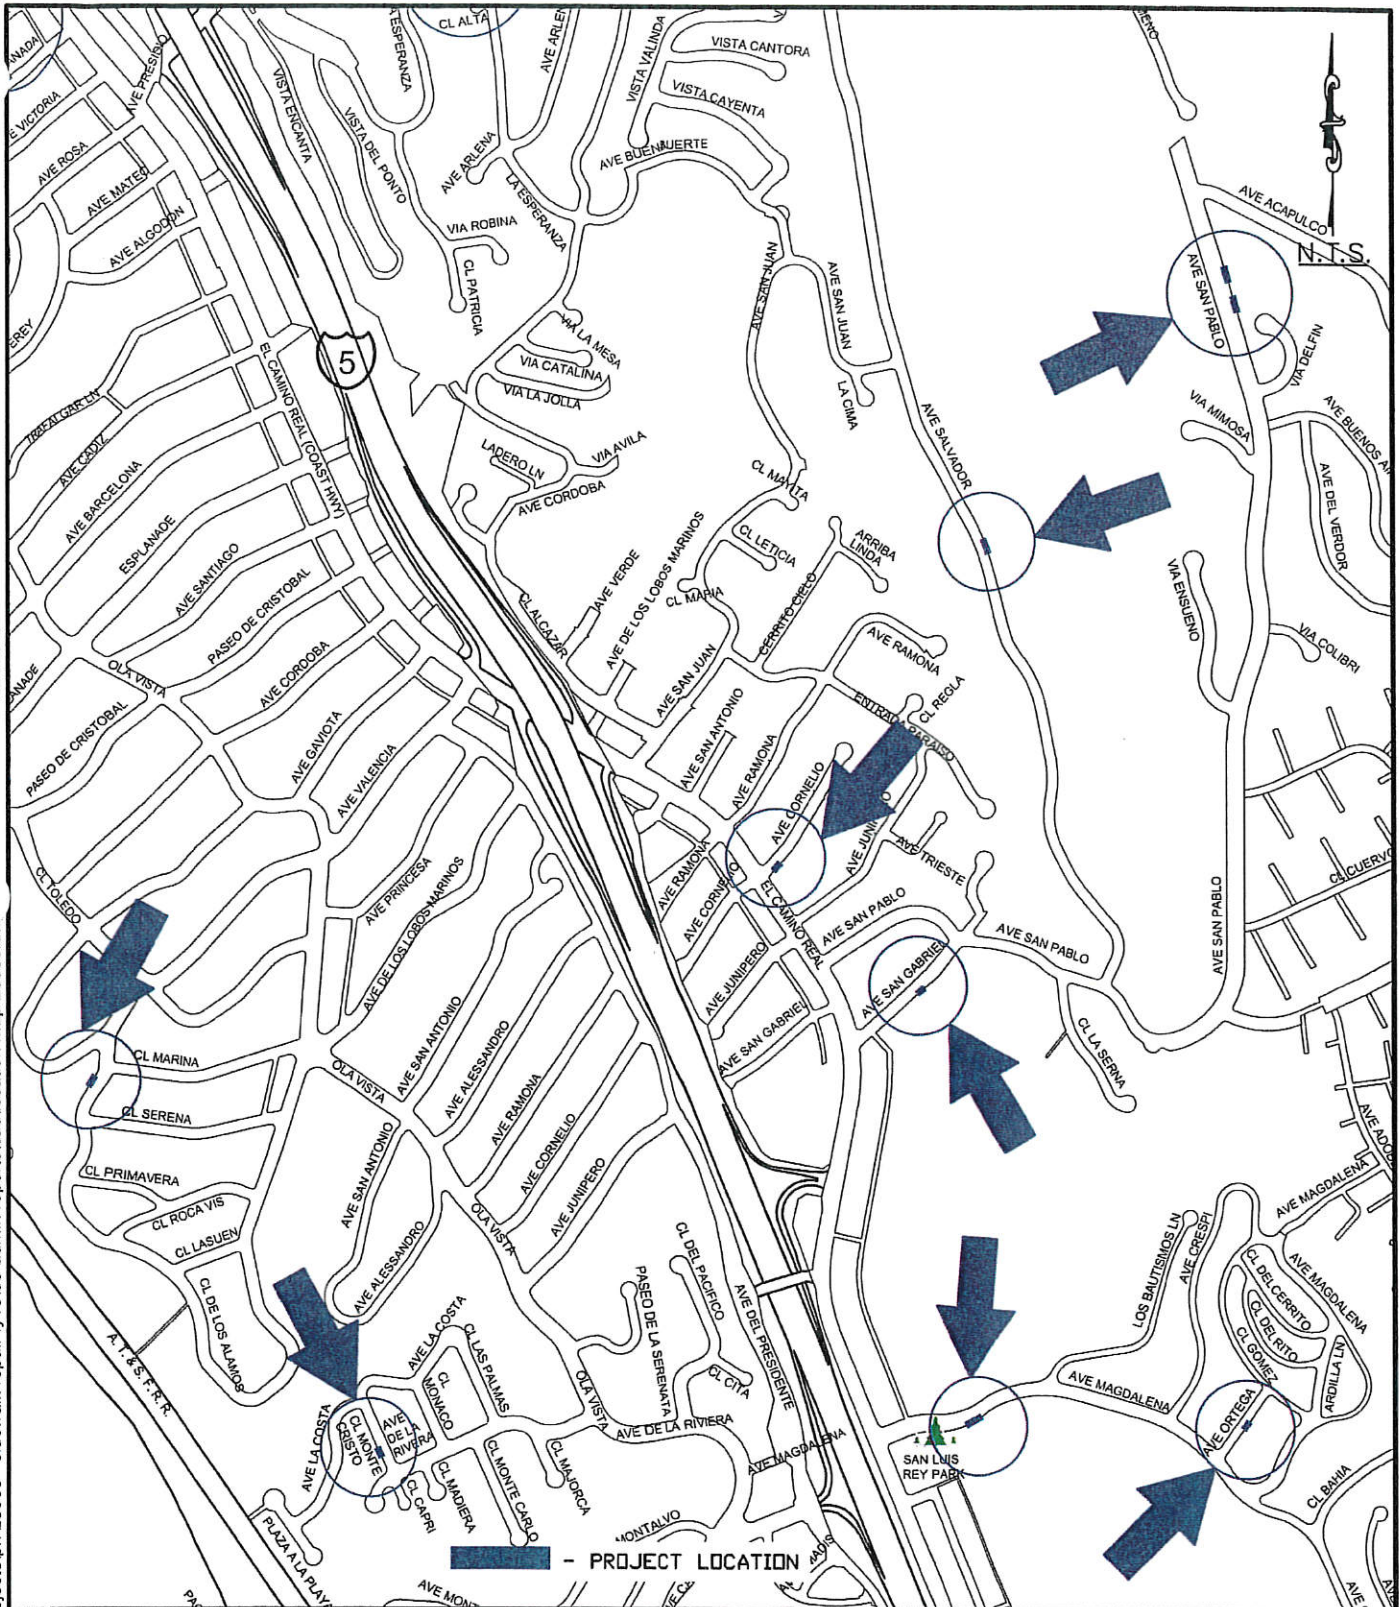 CL ALTA
AVE PRESIDIO
VISTA ENCANTA
VISTA DEL PONTO
VISTA VALINDA
VISTA CANTORA
VISTA CAYENTA
AVE BUENAJERTE
AVE ARLENA
LA ESPERANZA
VIA ROBINA
CL PATRICIA
E VICTORIA
AVE ROSA
AVE MATEO
AVE ALGODON
AVE ACAPULCO
N.T.S.
AVE SAN PABLO
VIA DELFIN
VIA MIMOSA
AVE DEL VERDOR
AVE SAN JUAN
AVE SAN JUAN
LA CIMA
AVE SALVADOR
VIA LA MESA
VIA CATALINA
VIA LA JOLLA
5
EL CAMINO REAL (COAST HWY)
TRAFALGAR LN
AVE CADIZ
AVE BARCELONA
ESPLANADE
AVE SANTIAGO
PASEO DE CRISTOBAL
LADERO LN
VIA AVILA
AVE CORDOBA
CL MAYITA
CL LETICIA
ARRIBA
LINDA
CL MARIA
CERRITO CIELO
AVE VERDE
AVE DE LOS LOBOS MARINOS
CL ALCAZAR
AVE SAN JUAN
AVE RAMONA
CL REGLA
ENTRADA PARAISO
VIA ENSUENO
VIA COLIBRI
OLA VISTA
AVE CORDOBA
PASEO DE CRISTOBAL
AVE GAVIOTA
AVE VALENCIA
AVE SAN ANTONIO
AVE RAMONA
AVE CORNELIO
AVE TRIESTE
AVE RAMONA
AVE CORNELIO
EL CAMINO REAL
AVE SAN PABLO
AVE SAN PABLO
AVE SAN PABLO
CL CUERVO
CL TOLEDO
AVE PRINCESA
AVE DE LOS LOBOS MARINOS
AVE JUNIPERO
AVE SAN GABRIEL
AVE SAN GABRIEL
CL LA SERNA
CL MARINA
CL SERENA
OLA VISTA
AVE SAN ANTONIO
AVE ALESSANDRO
AVE RAMONA
AVE CORNELIO
AVE JUNIPERO
CL PRIMAVERA
CL ROCA VIS
CL LASUEN
CL DE LOS ALAMOS
AVE SAN ANTONIO
AVE ALESSANDRO
OLA VISTA
CL DEL PACIFICO
PASEO DE LA SERENATA
AVE DEL PRESIDENTE
CL CITA
AVE MAGDALENA
LOS BAUTISMOS LN
AVE CRESPI
CL DELCERRITO
CL DEL RITO
CL GOMEZ
AVE MAGDALENA
ARDILLA LN
AVE MAGDALENA
AVE ORTEGA
CL BAHIA
A. T. & S. F. R. R.
AVE LA COSTA
CL LAS PALMAS
CL
MONACO
AVE LA COSTA
CL MONTE
CRISTO
AVE
DE LA
RIVERA
OLA VISTA
AVE DE LA RIVIERA
AVE MAGDALENA
SAN LUIS
REY PARK
CL CAPRI
CL MADIERA
CL MONTE CARLO
CL MAJORCA
PLAZA A LA PLAYA
MONTALVO
- PROJECT LOCATION